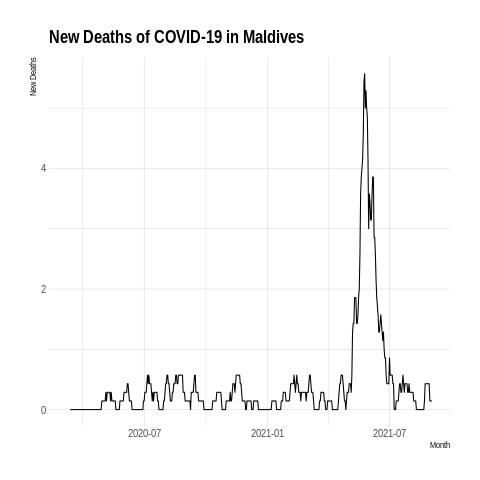 New Deaths of COVID-19 in Maldives
New Deaths
4
2
0
2020-07
2021-01
2021-07
Month